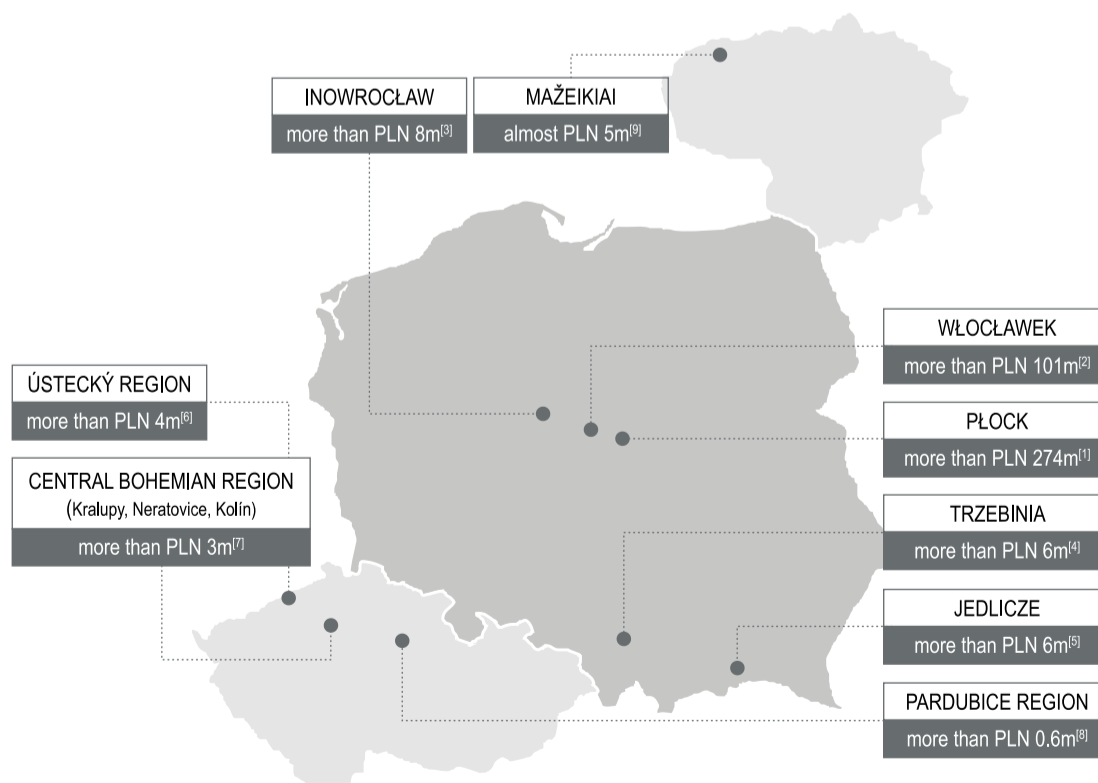 INOWROCŁAW
more than PLN 8m[3]
MAŽEIKIAI
almost PLN 5m[9]
WŁOCŁAWEK
more than PLN 101m[2]
ÚSTECKÝ REGION
more than PLN 4m[6]
PŁOCK
more than PLN 274m[1]
CENTRAL BOHEMIAN REGION
(Kralupy, Neratovice, Kolín)
more than PLN 3m[7]
TRZEBINIA
more than PLN 6m[4]
JEDLICZE
more than PLN 6m[5]
PARDUBICE REGION
more than PLN 0.6m[8]